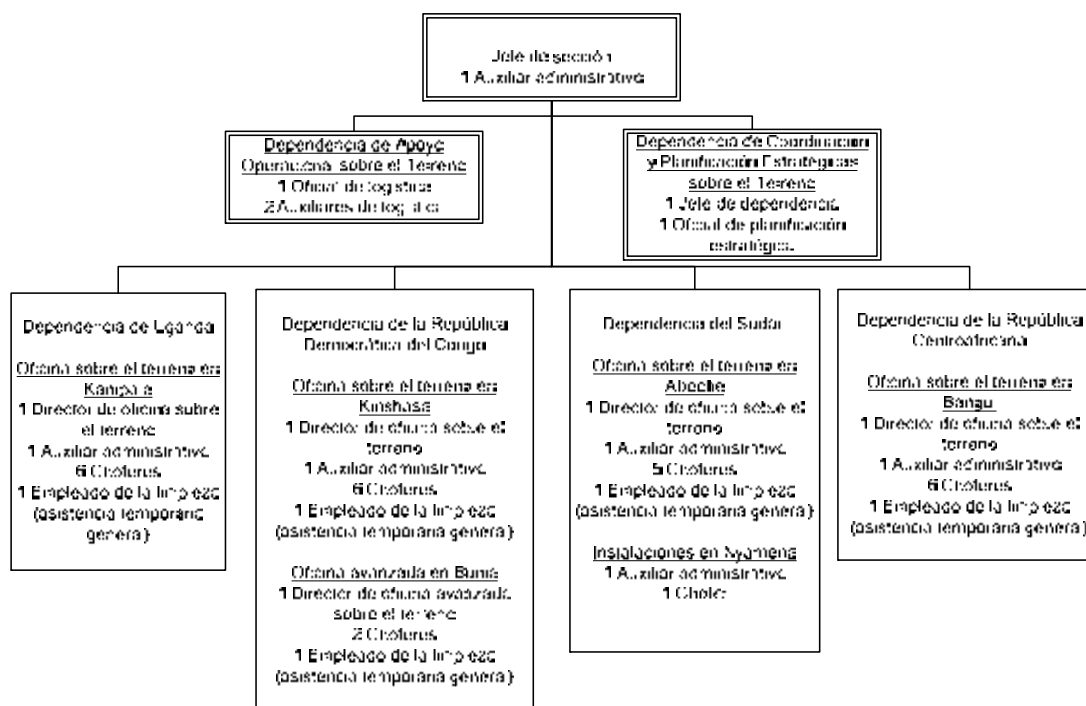 Jefe de sección
1 Auxiliar administrativo
Dependencia de Apoyo
Operacional sobre el Terreno
1 Oficial de logística
2 Auxiliares de logística
Dependencia de Coordinación
y Planificación Estratégicas
sobre el Terreno
1 Jefe de dependencia
1 Oficial de planificación
estratégica
Dependencia de Uganda
Oficina sobre el terreno en
Kampala
1 Director de oficina sobre
el terreno
1 Auxiliar administrativo
6 Choferes
1 Empleado de la limpieza
(asistencia temporaria
general)
Dependencia de la República
Democrática del Congo
Oficina sobre el terreno en
Kinshasa
1 Director de oficina sobre el
terreno
1 Auxiliar administrativo
6 Choferes
1 Empleado de la limpieza
(asistencia temporaria general)
Oficina avanzada en Bunia
1 Director de oficina avanzada
sobre el terreno
2 Choferes
1 Empleado de la limpieza
(asistencia temporaria general)
Dependencia del Sudán
Oficina sobre el terreno en
Abeche
1 Director de oficina sobre el
terreno
1 Auxiliar administrativo
5 Choferes
1 Empleado de la limpieza
(asistencia temporaria general)
Instalaciones en Nyamena
1 Auxiliar administrativo
1 Chofer
Dependencia de la República
Centroafricana
Oficina sobre el terreno en
Bangui
1 Director de oficina sobre el
terreno
1 Auxiliar administrativo
6 Choferes
1 Empleado de la limpieza
(asistencia temporaria general)